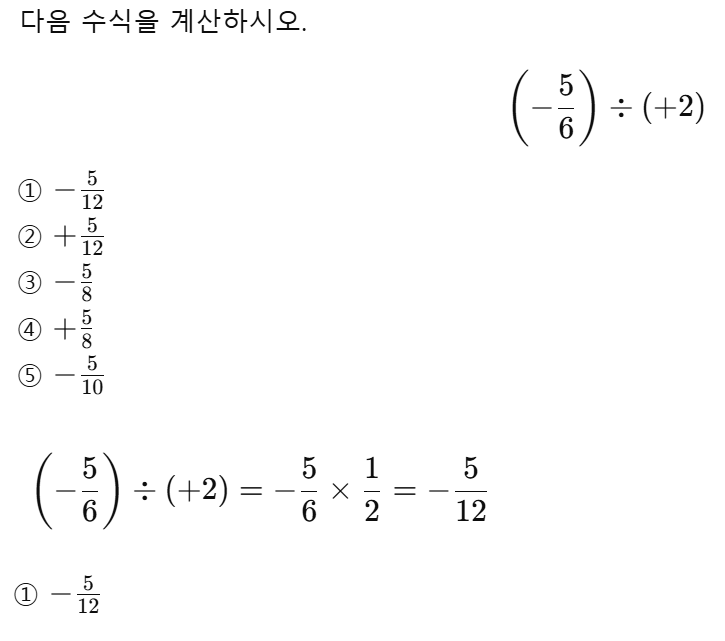 다음 수식을 계산하시오.
(−5/6) ÷ (+2)
① −5/12
② +5/12
③ −5/8
④ +5/8
⑤ −5/10
(−5/6) ÷ (+2) = −5/6 × 1/2 = −5/12
① −5/12